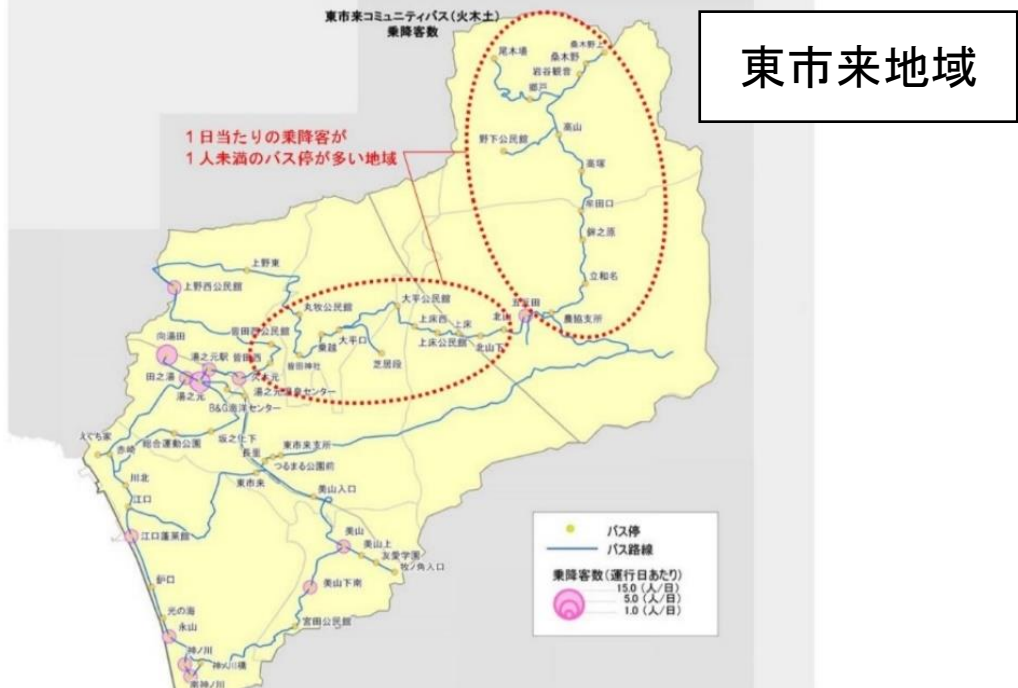 東市来コミュニティバス(火木土)
乗降客数
東市来地域
1日当たりの乗降客が
1人未満のバス停が多い地域
尾木場
桑木野上
桑木野
岩谷観音
郷戸
高山
野下公民館
高塚
牟田口
鉾之原
立和名
農協支所
上野東
上野西公民館
丸牧公民館
大平公民館
上床西
上床
上床公民館
北山
北山下
皆田西公民館
大平口
乗越
芝居段
皆田神社
皆田西
向湯田
湯之元駅
田之湯
湯之元
湯之元温泉センター
B&G海洋センター
総合運動公園
坂之上下
長里
東市来支所
つるまる公園前
東市来
えぐち家
赤崎
川北
江口
江口蓬莱館
美山入口
美山
美山上
友愛学園
牧ノ角入口
美山下南
宮田公民館
炉口
光の海
永山
神ノ川
神ノ川橋
南神ノ川
バス停
バス路線
乗降客数(運行日あたり)
15.0 (人/日)
5.0 (人/日)
1.0 (人/日)